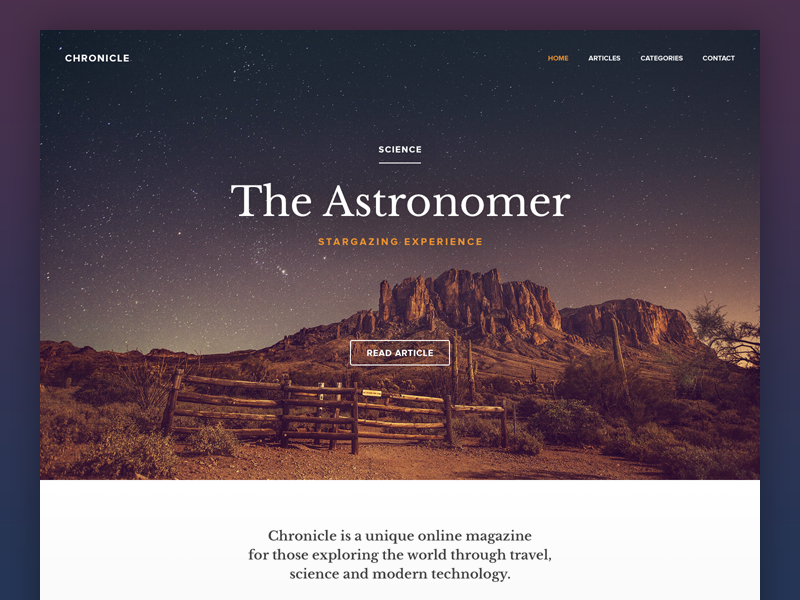 CHRONICLE
HOME ARTICLES CATEGORIES CONTACT
SCIENCE
The Astronomer
STARGAZING EXPERIENCE
READ ARTICLE
Chronicle is a unique online magazine
for those exploring the world through travel,
science and modern technology.